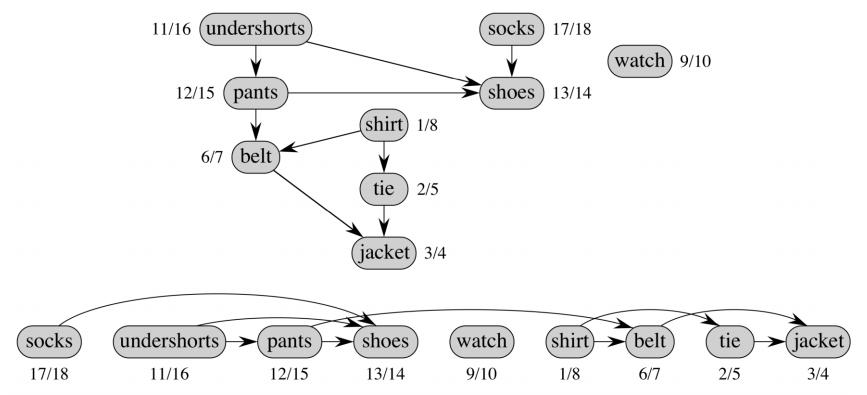 11/16 undershorts socks 17/18
watch 9/10
12/15 pants shoes 13/14
shirt 1/8
6/7 belt
tie 2/5
jacket 3/4
socks undershorts pants shoes watch shirt belt tie jacket
17/18 11/16 12/15 13/14 9/10 1/8 6/7 2/5 3/4